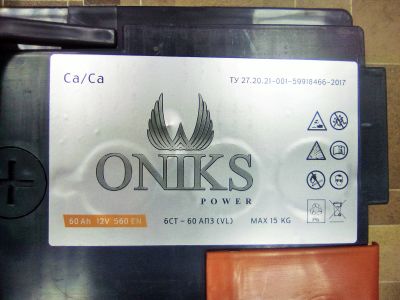 Ca/Ca
ТУ 27.20.21-001-59918466-2017
ONIKS
POWER
60 Ah 12V 560 EN
6СТ – 60 АПЗ (VL)
MAX 15 KG
Pb